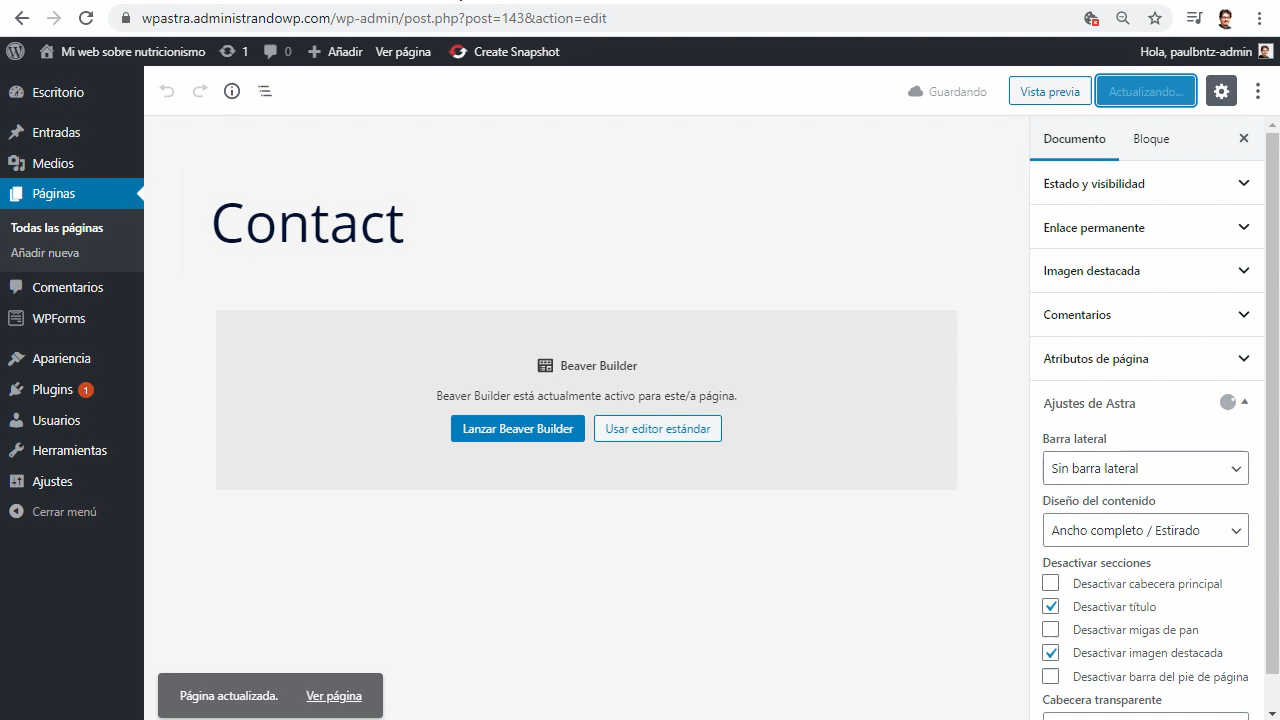 wpastra.administrandowp.com/wp-admin/post.php?post=143&action=edit
Mi web sobre nutricionismo 1 0 Añadir Ver página Create Snapshot Hola, paulbntz-admin
Escritorio
Entradas
Medios
Páginas
Todas las páginas
Añadir nueva
Comentarios
WPForms
Apariencia
Plugins 1
Usuarios
Herramientas
Ajustes
Cerrar menú
Guardando Vista previa Actualizando...
Contact
Beaver Builder
Beaver Builder está actualmente activo para este/a página.
Lanzar Beaver Builder Usar editor estándar
Página actualizada. Ver página
Documento Bloque
Estado y visibilidad
Enlace permanente
Imagen destacada
Comentarios
Atributos de página
Ajustes de Astra
Barra lateral
Sin barra lateral
Diseño del contenido
Ancho completo / Estirado
Desactivar secciones
Desactivar cabecera principal
Desactivar título
Desactivar migas de pan
Desactivar imagen destacada
Desactivar barra del pie de página
Cabecera transparente